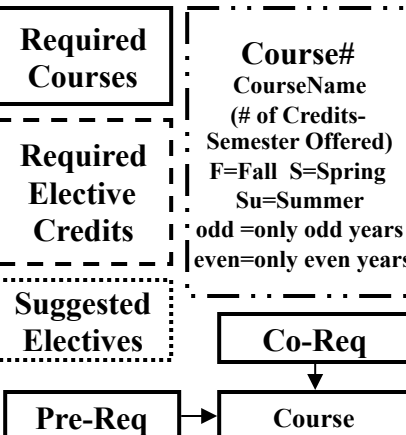 Required
Courses
Required
Elective
Credits
Suggested
Electives
Course#
CourseName
(# of Credits-
Semester Offered)
F=Fall S=Spring
Su=Summer
odd =only odd years
even=only even years
Co-Req
Pre-Req
Course